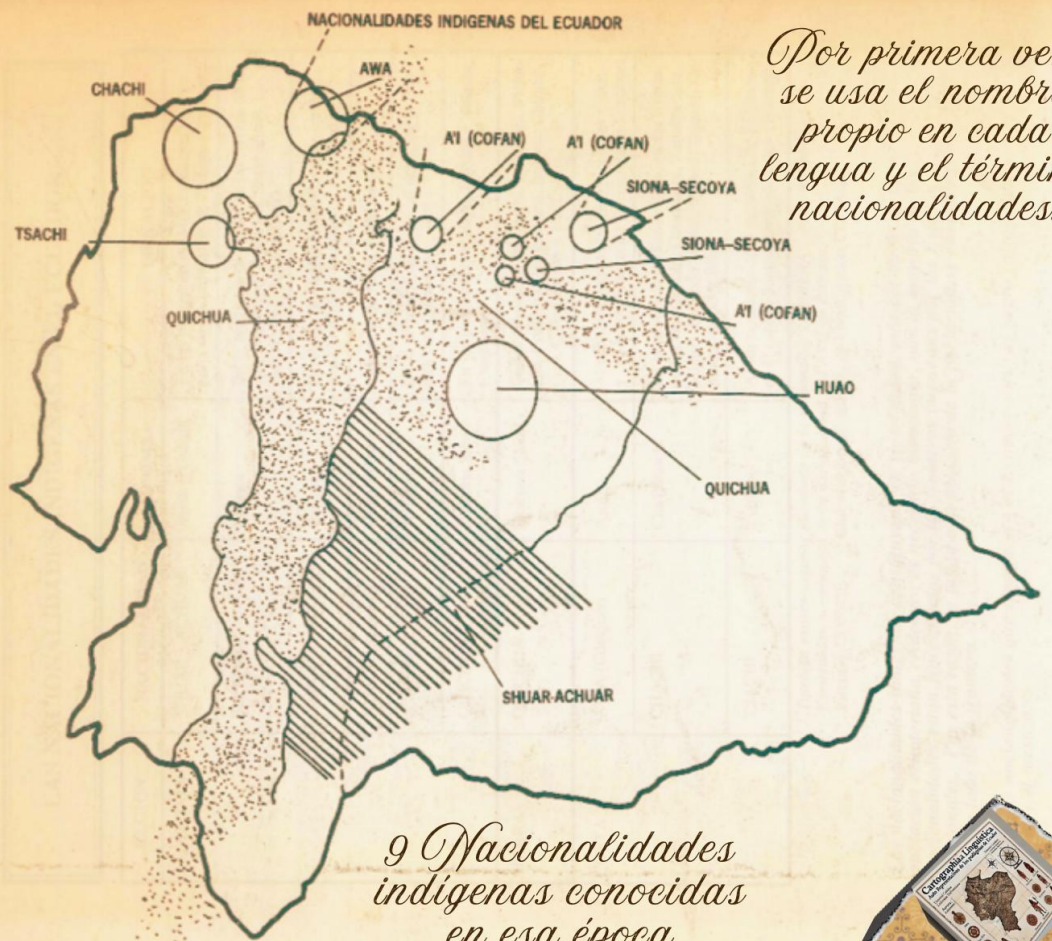 NACIONALIDADES INDIGENAS DEL ECUADOR
AWA
CHACHI
A'I (COFAN)
A'I (COFAN)
SIONA-SECOYA
TSACHI
SIONA-SECOYA
QUICHUA
A'I (COFAN)
HUAO
QUICHUA
SHUAR-ACHUAR
Por primera ve
se usa el nombr
propio en cada
lengua y el térmi
nacionalidades.
9 Nacionalidades
indígenas conocidas
en esa época
Cartographiaa Linguistica